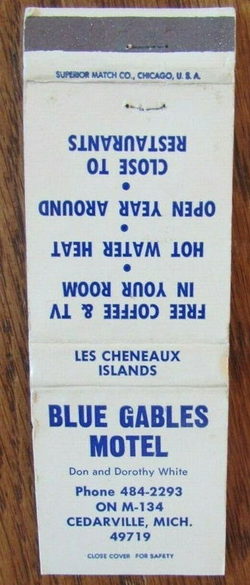 SUPERIOR MATCH CO., CHICAGO, U.S.A.
FREE COFFEE & TV
IN YOUR ROOM
•
HOT WATER HEAT
•
OPEN YEAR AROUND
•
CLOSE TO
RESTAURANTS
LES CHENEAUX
ISLANDS
BLUE GABLES
MOTEL
Don and Dorothy White
Phone 484-2293
ON M-134
CEDARVILLE, MICH.
49719
CLOSE COVER FOR SAFETY